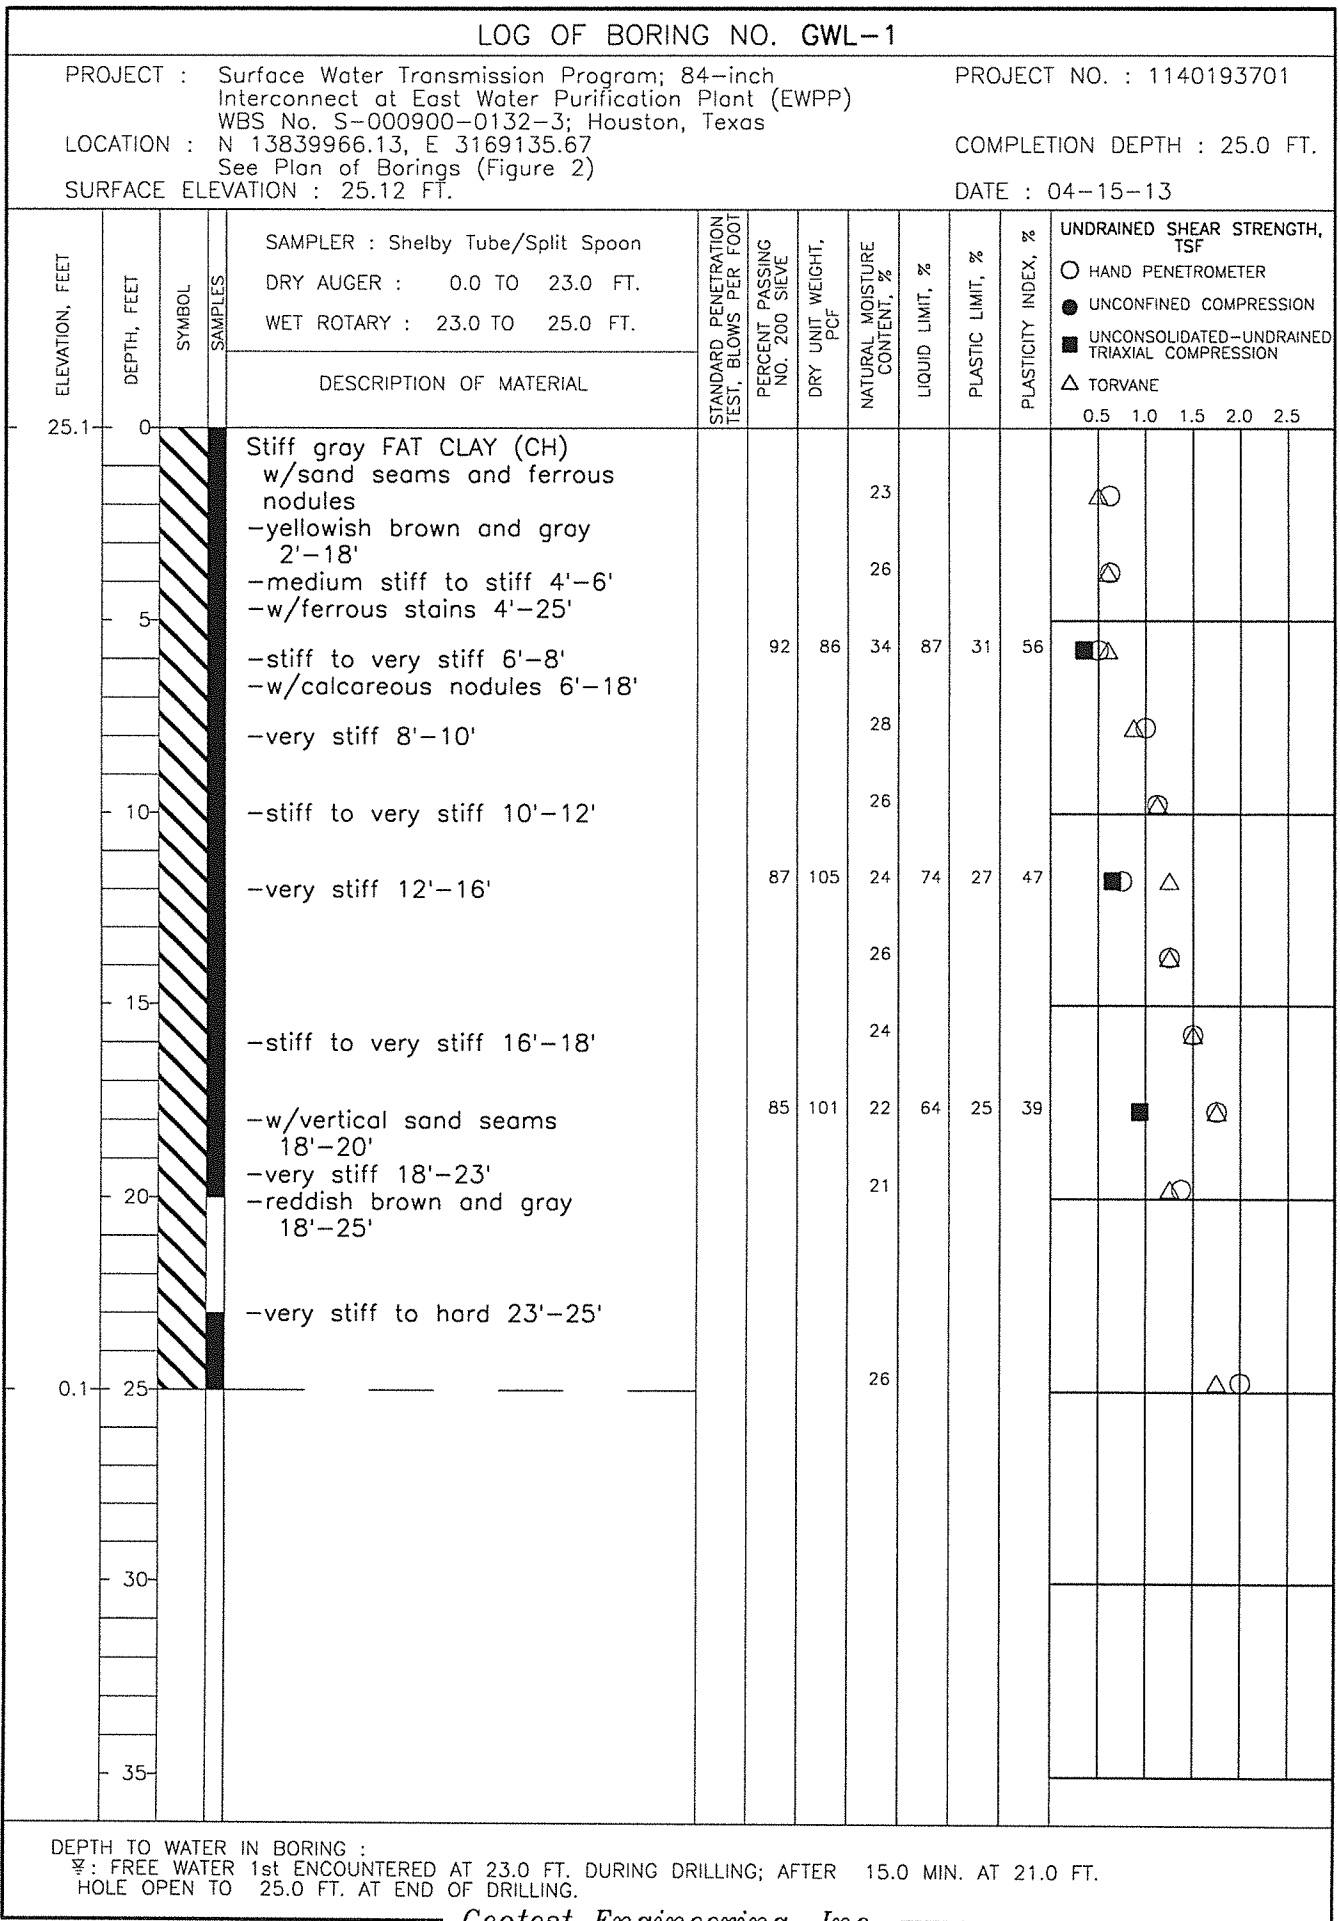 LOG OF BORING NO. GWL-1
PROJECT : Surface Water Transmission Program; 84-inch
Interconnect at East Water Purification Plant (EWPP)
WBS No. S-000900-0132-3; Houston, Texas
PROJECT NO. : 1140193701
LOCATION : N 13839966.13, E 3169135.67
See Plan of Borings (Figure 2)
COMPLETION DEPTH : 25.0 FT.
SURFACE ELEVATION : 25.12 FT.
DATE : 04-15-13
ELEVATION, FEET
DEPTH, FEET
SYMBOL
SAMPLES
SAMPLER : Shelby Tube/Split Spoon
DRY AUGER : 0.0 TO 23.0 FT.
WET ROTARY : 23.0 TO 25.0 FT.
DESCRIPTION OF MATERIAL
STANDARD PENETRATION
TEST, BLOWS PER FOOT
PERCENT PASSING
NO. 200 SIEVE
DRY UNIT WEIGHT,
PCF
NATURAL MOISTURE
CONTENT, %
LIQUID LIMIT, %
PLASTIC LIMIT, %
PLASTICITY INDEX, %
UNDRAINED SHEAR STRENGTH,
TSF
○ HAND PENETROMETER
● UNCONFINED COMPRESSION
■ UNCONSOLIDATED-UNDRAINED
TRIAXIAL COMPRESSION
△ TORVANE
0.5 1.0 1.5 2.0 2.5
25.1 0
Stiff gray FAT CLAY (CH)
w/sand seams and ferrous
nodules
23
-yellowish brown and gray
2'-18'
26
-medium stiff to stiff 4'-6'
-w/ferrous stains 4'-25'
5
92 86 34 87 31 56
-stiff to very stiff 6'-8'
-w/calcareous nodules 6'-18'
28
-very stiff 8'-10'
26
10
-stiff to very stiff 10'-12'
87 105 24 74 27 47
-very stiff 12'-16'
26
15
24
-stiff to very stiff 16'-18'
85 101 22 64 25 39
-w/vertical sand seams
18'-20'
-very stiff 18'-23'
21
20
-reddish brown and gray
18'-25'
-very stiff to hard 23'-25'
26
0.1 25
30
35
DEPTH TO WATER IN BORING :
: FREE WATER 1st ENCOUNTERED AT 23.0 FT. DURING DRILLING; AFTER 15.0 MIN. AT 21.0 FT.
HOLE OPEN TO 25.0 FT. AT END OF DRILLING.
Geotest Engineering, Inc.